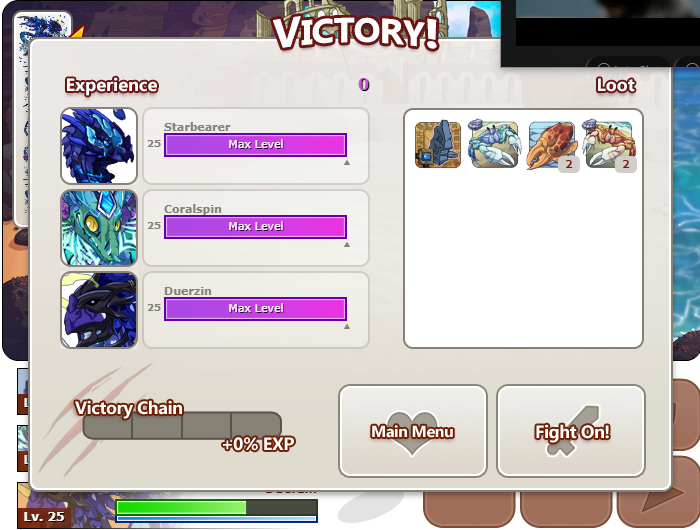 VICTORY!
Experience
0
Loot
Starbearer
25
Max Level
2
2
Coralspin
25
Max Level
Duerzin
25
Max Level
Victory Chain
+0% EXP
Main Menu
Fight On!
Lv. 25